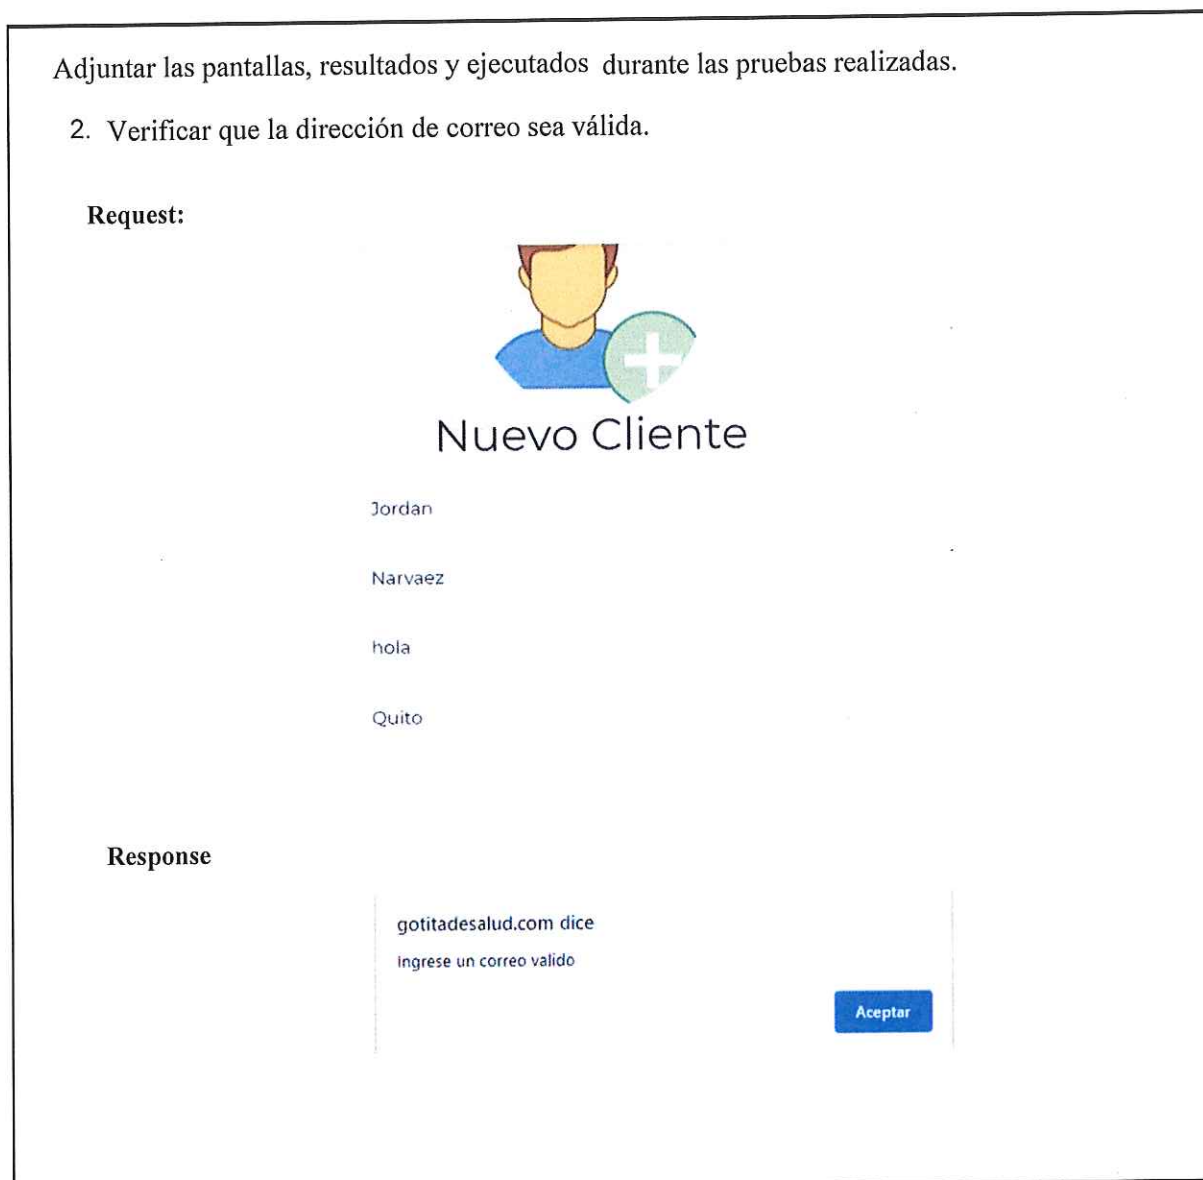 Adjuntar las pantallas, resultados y ejecutados durante las pruebas realizadas.
2. Verificar que la dirección de correo sea válida.
Request:
Nuevo Cliente
Jordan
Narvaez
hola
Quito
Response
gotitadesalud.com dice
Ingrese un correo valido
Aceptar